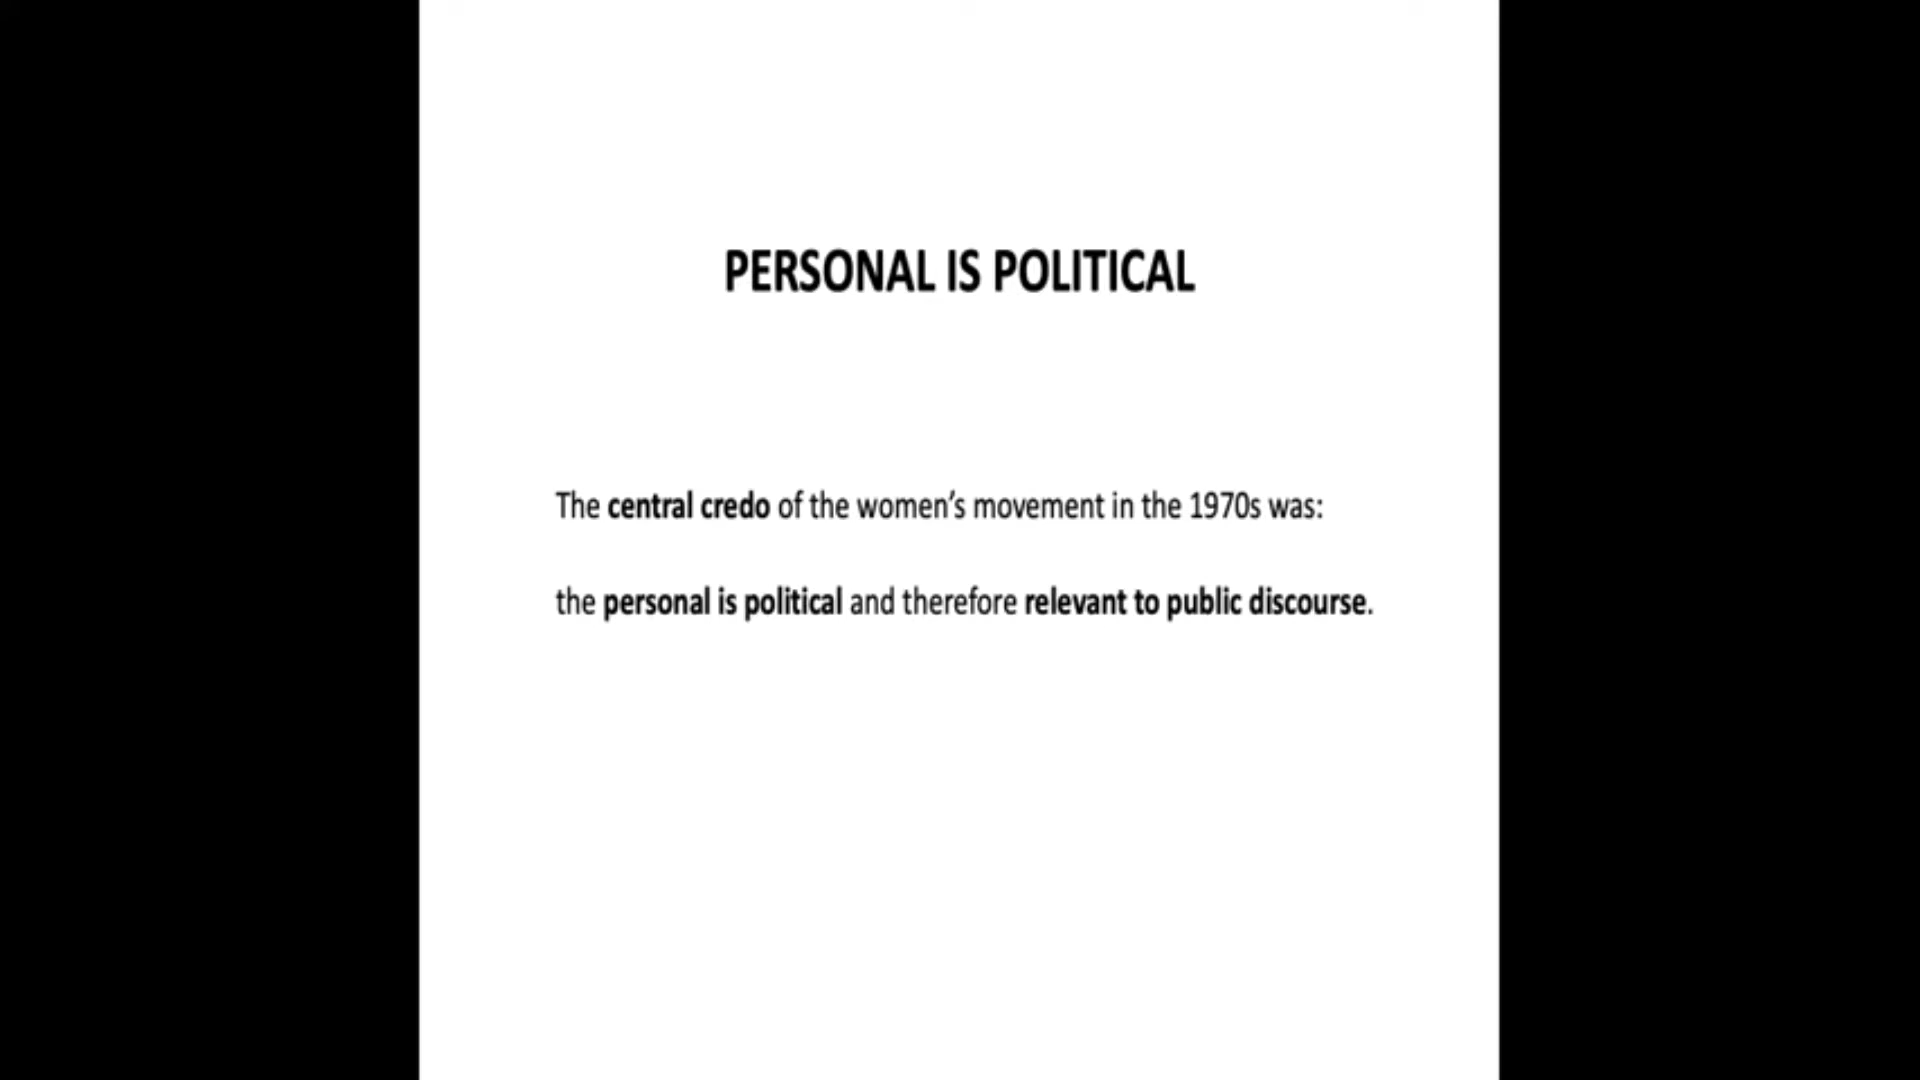 PERSONAL IS POLITICAL
The central credo of the women’s movement in the 1970s was:
the personal is political and therefore relevant to public discourse.